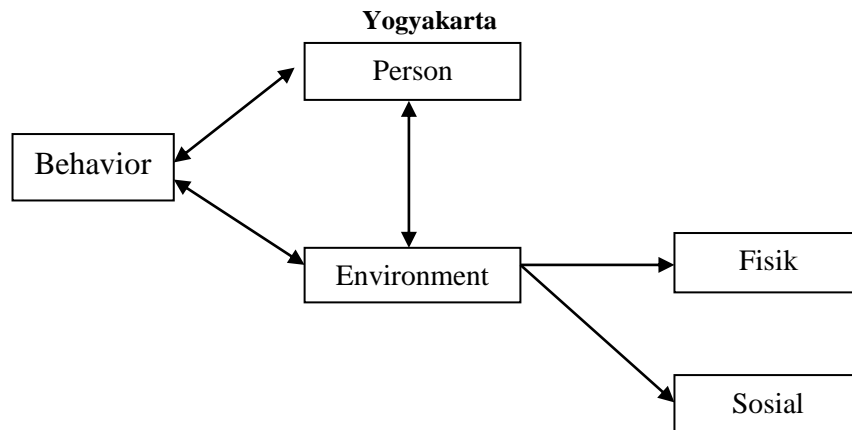 Yogyakarta
Person
Behavior
Environment
Fisik
Sosial